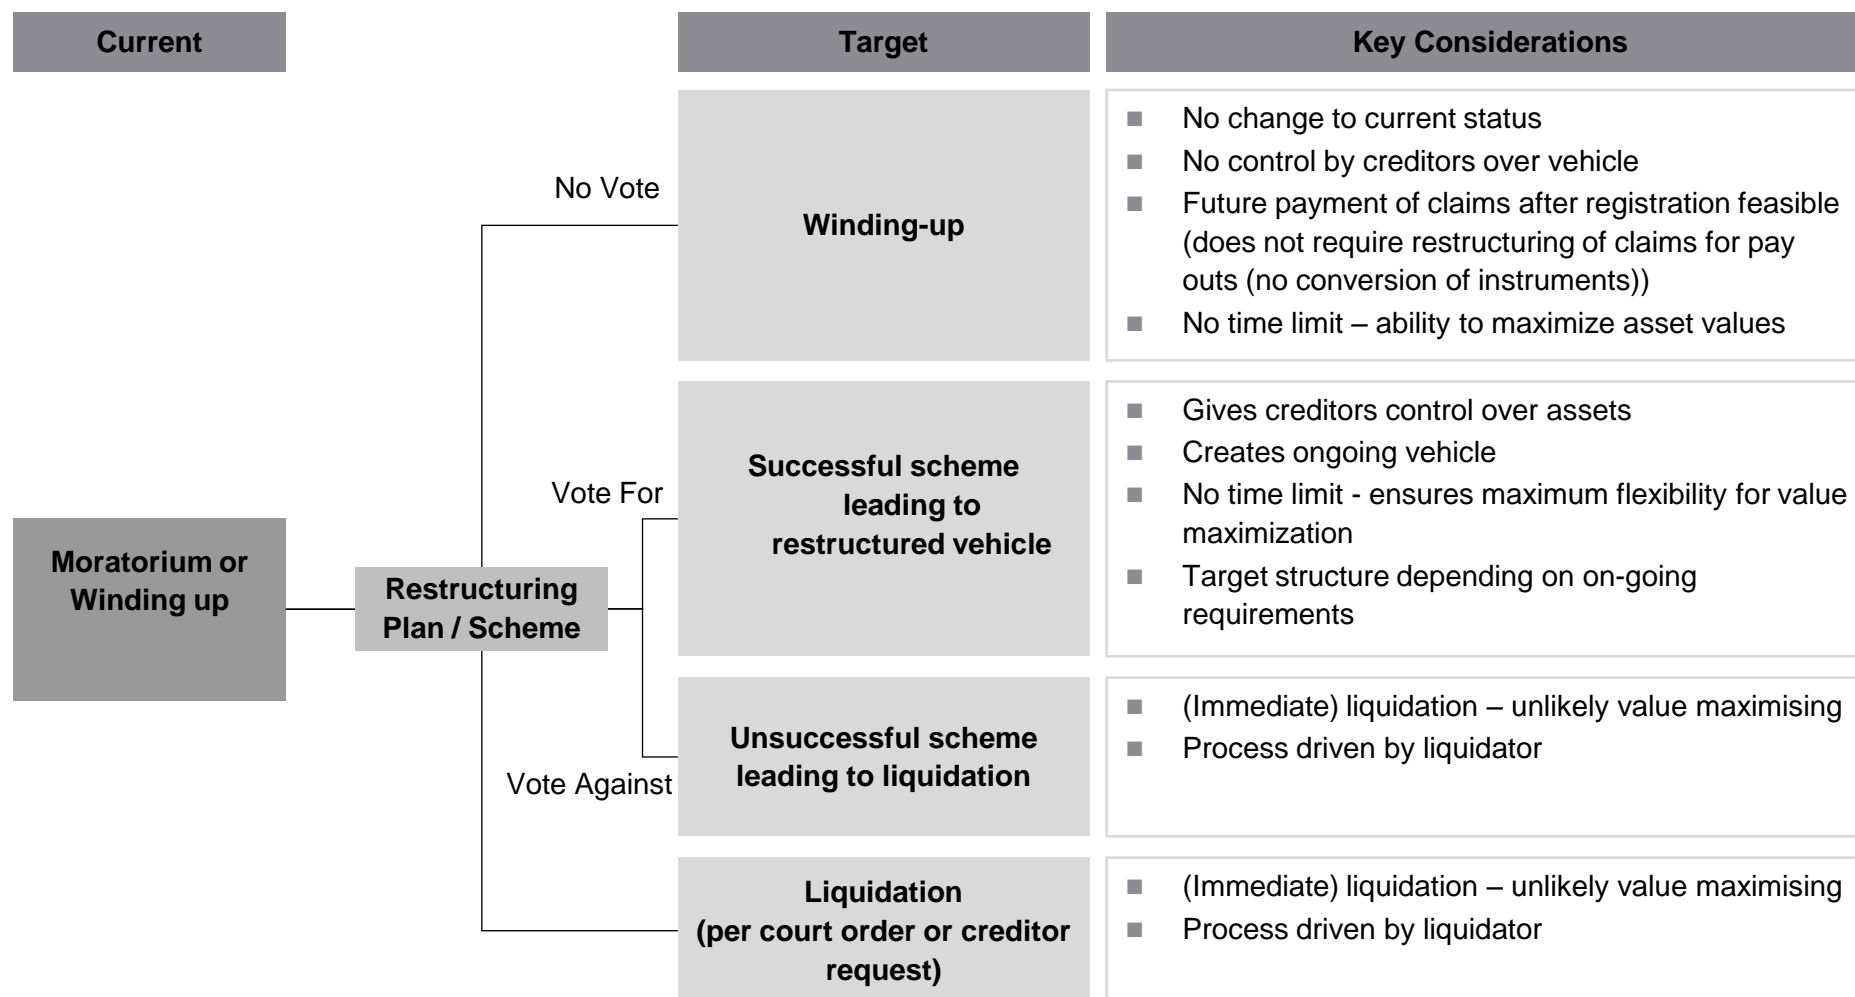 Current
Target
Key Considerations
Moratorium or
Winding up
Restructuring
Plan / Scheme
No Vote
Winding-up
■ No change to current status
■ No control by creditors over vehicle
■ Future payment of claims after registration feasible
(does not require restructuring of claims for pay
outs (no conversion of instruments))
■ No time limit – ability to maximize asset values
Vote For
Successful scheme
leading to
restructured vehicle
■ Gives creditors control over assets
■ Creates ongoing vehicle
■ No time limit - ensures maximum flexibility for value
maximization
■ Target structure depending on on-going
requirements
Vote Against
Unsuccessful scheme
leading to liquidation
■ (Immediate) liquidation – unlikely value maximising
■ Process driven by liquidator
Liquidation
(per court order or creditor
request)
■ (Immediate) liquidation – unlikely value maximising
■ Process driven by liquidator